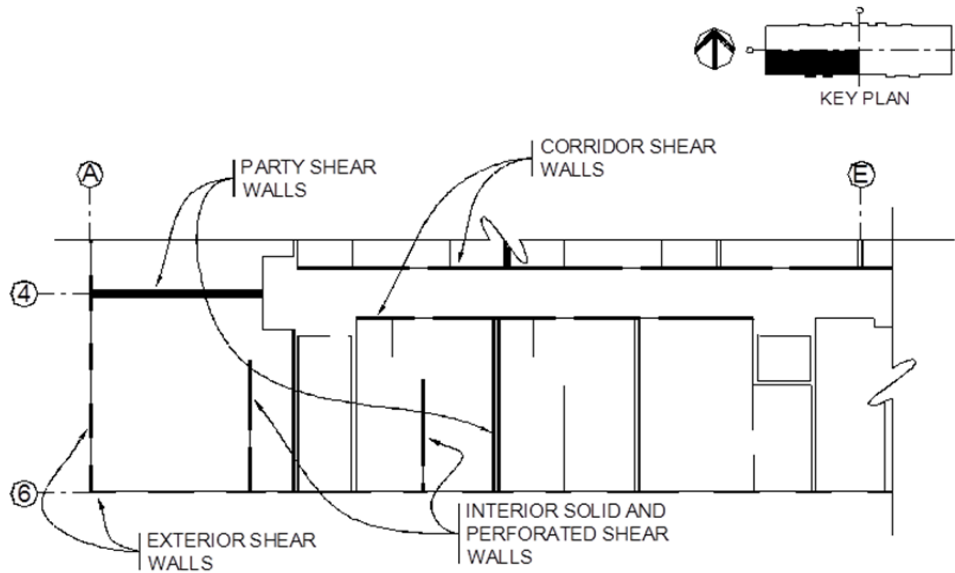 KEY PLAN
A
PARTY SHEAR
WALLS
CORRIDOR SHEAR
WALLS
E
4
6
EXTERIOR SHEAR
WALLS
INTERIOR SOLID AND
PERFORATED SHEAR
WALLS